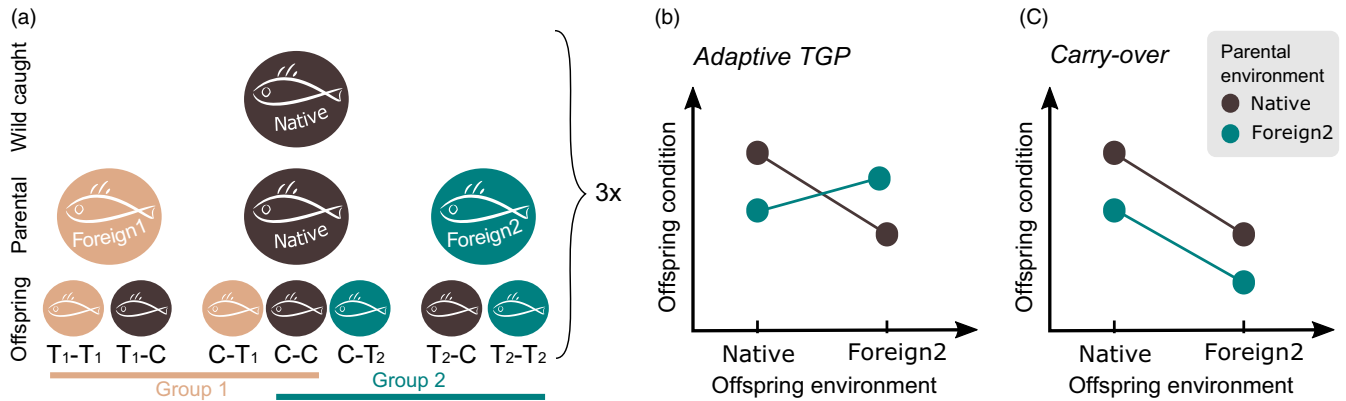 (a)
Wild caught
Native
Parental
Foreign1
Native
Foreign2
3x
Offspring
T1-T1
T1-C
C-T1
C-C
C-T2
T2-C
T2-T2
Group 1
Group 2
(b)
Adaptive TGP
Offspring condition
Native
Foreign2
Offspring environment
(C)
Carry-over
Parental
environment
Native
Foreign2
Offspring condition
Native
Foreign2
Offspring environment